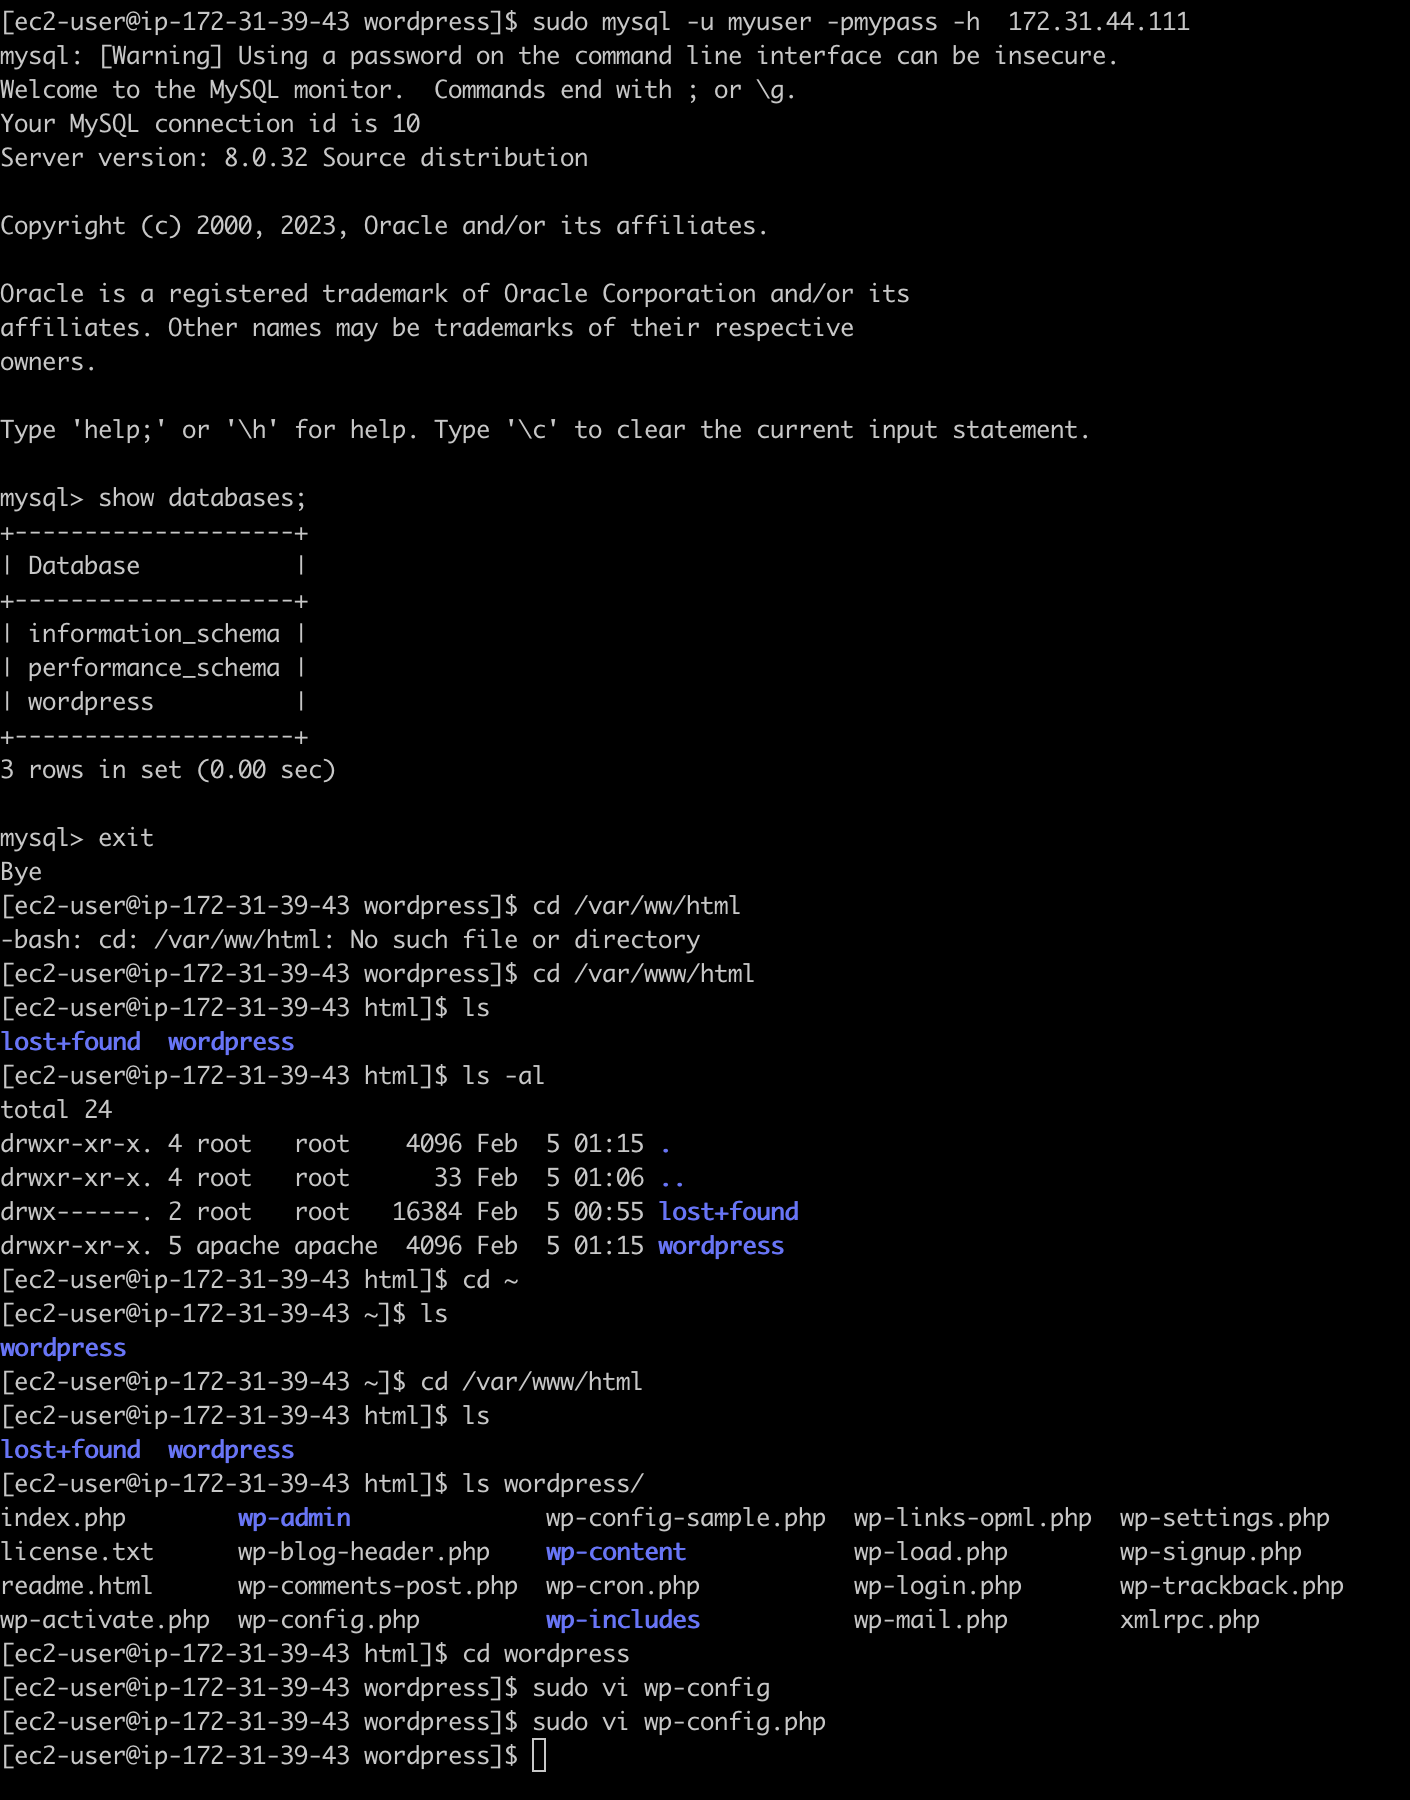 [ec2-user@ip-172-31-39-43 wordpress]$ sudo mysql -u myuser -pmypass -h  172.31.44.111
mysql: [Warning] Using a password on the command line interface can be insecure.
Welcome to the MySQL monitor.  Commands end with ; or \g.
Your MySQL connection id is 10
Server version: 8.0.32 Source distribution

Copyright (c) 2000, 2023, Oracle and/or its affiliates.

Oracle is a registered trademark of Oracle Corporation and/or its
affiliates. Other names may be trademarks of their respective
owners.

Type 'help;' or '\h' for help. Type '\c' to clear the current input statement.

mysql> show databases;
+--------------------+
| Database           |
+--------------------+
| information_schema |
| performance_schema |
| wordpress          |
+--------------------+
3 rows in set (0.00 sec)

mysql> exit
Bye
[ec2-user@ip-172-31-39-43 wordpress]$ cd /var/ww/html
-bash: cd: /var/ww/html: No such file or directory
[ec2-user@ip-172-31-39-43 wordpress]$ cd /var/www/html
[ec2-user@ip-172-31-39-43 html]$ ls
lost+found  wordpress
[ec2-user@ip-172-31-39-43 html]$ ls -al
total 24
drwxr-xr-x. 4 root   root    4096 Feb  5 01:15 .
drwxr-xr-x. 4 root   root      33 Feb  5 01:06 ..
drwx------. 2 root   root   16384 Feb  5 00:55 lost+found
drwxr-xr-x. 5 apache apache  4096 Feb  5 01:15 wordpress
[ec2-user@ip-172-31-39-43 html]$ cd ~
[ec2-user@ip-172-31-39-43 ~]$ ls
wordpress
[ec2-user@ip-172-31-39-43 ~]$ cd /var/www/html
[ec2-user@ip-172-31-39-43 html]$ ls
lost+found  wordpress
[ec2-user@ip-172-31-39-43 html]$ ls wordpress/
index.php        wp-admin              wp-config-sample.php  wp-links-opml.php  wp-settings.php
license.txt      wp-blog-header.php    wp-content            wp-load.php        wp-signup.php
readme.html      wp-comments-post.php  wp-cron.php           wp-login.php       wp-trackback.php
wp-activate.php  wp-config.php         wp-includes           wp-mail.php        xmlrpc.php
[ec2-user@ip-172-31-39-43 html]$ cd wordpress
[ec2-user@ip-172-31-39-43 wordpress]$ sudo vi wp-config
[ec2-user@ip-172-31-39-43 wordpress]$ sudo vi wp-config.php
[ec2-user@ip-172-31-39-43 wordpress]$